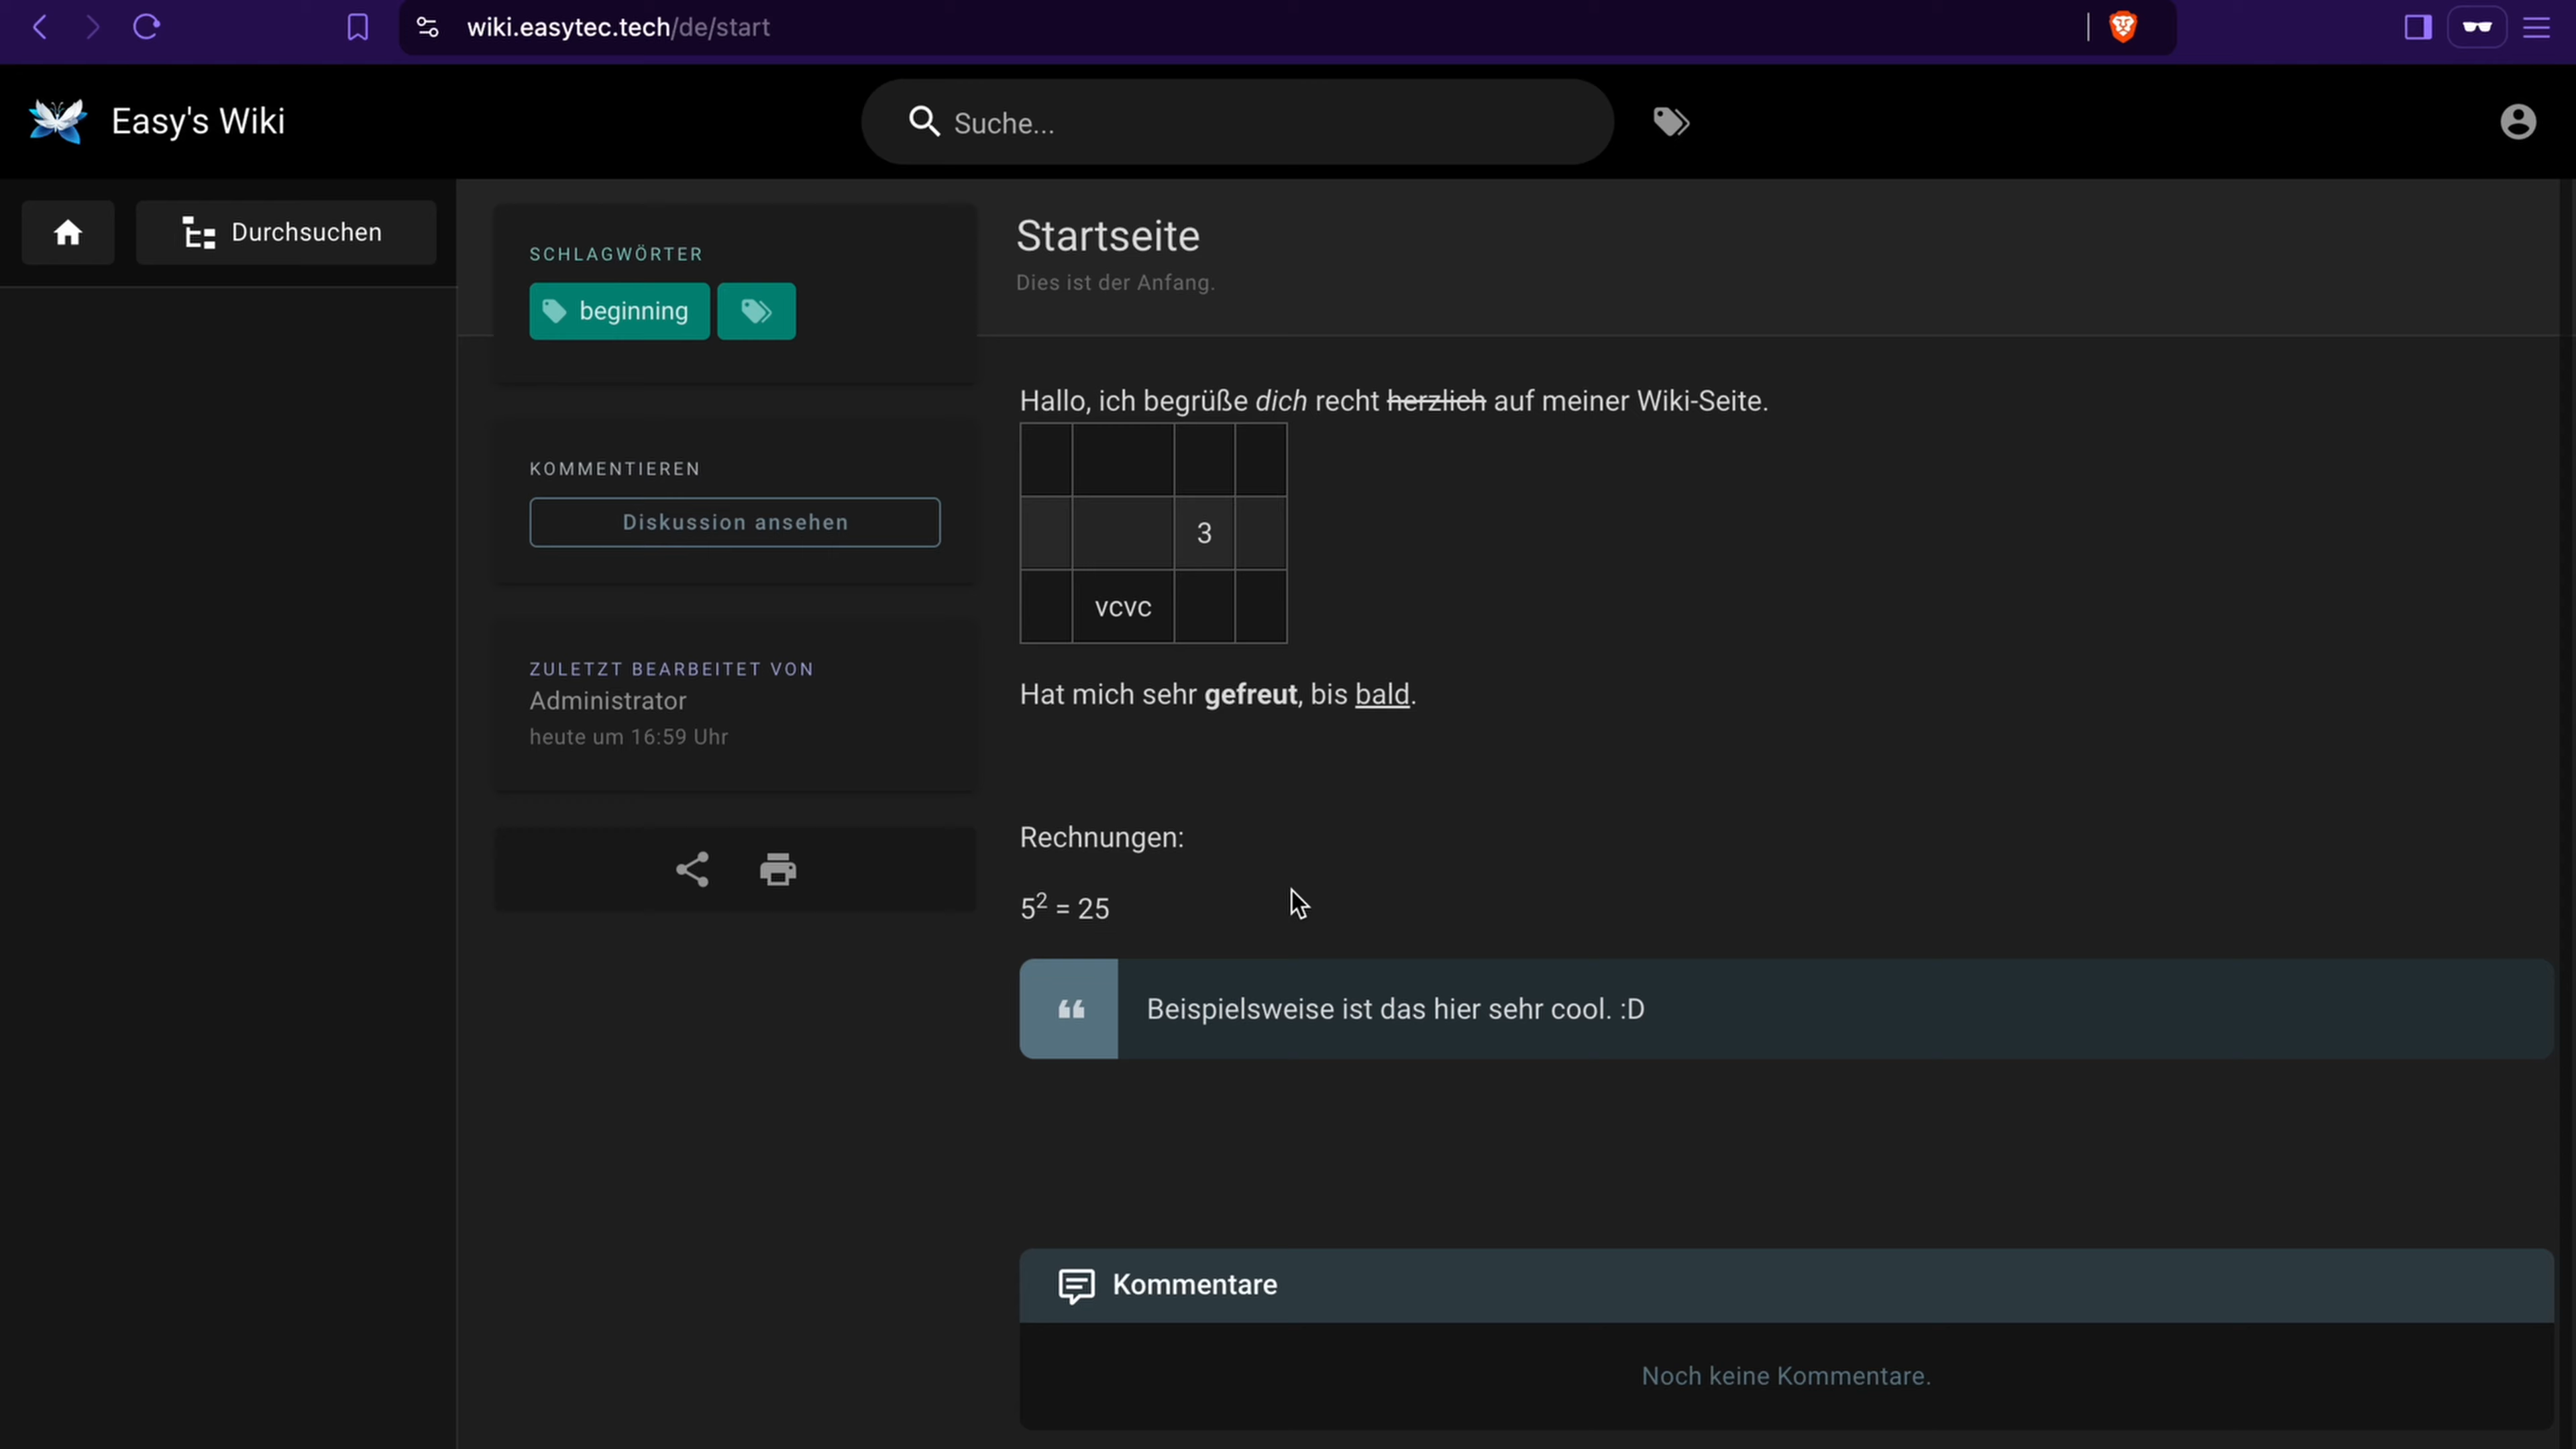 wiki.easytec.tech/de/start
Easy's Wiki
Suche...
Durchsuchen
SCHLAGWÖRTER
beginning
KOMMENTIEREN
Diskussion ansehen
ZULETZT BEARBEITET VON
Administrator
heute um 16:59 Uhr
Startseite
Dies ist der Anfang.
Hallo, ich begrüße dich recht herzlich auf meiner Wiki-Seite.
3
vcvc
Hat mich sehr gefreut, bis bald.
Rechnungen:
5² = 25
Beispielsweise ist das hier sehr cool. :D
Kommentare
Noch keine Kommentare.